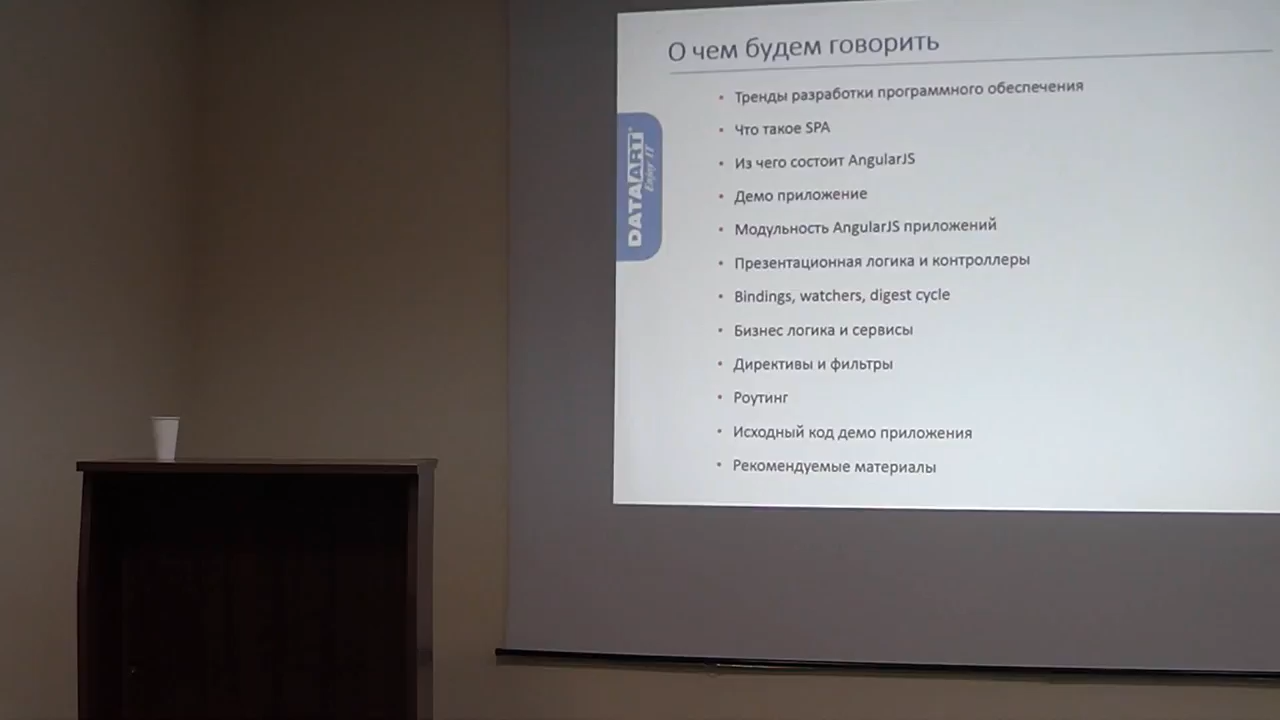 О чем будем говорить
Тренды разработки программного обеспечения
Что такое SPA
Из чего состоит AngularJS
Демо приложение
Модульность AngularJS приложений
Презентационная логика и контроллеры
Bindings, watchers, digest cycle
Бизнес логика и сервисы
Директивы и фильтры
Роутинг
Исходный код демо приложения
Рекомендуемые материалы
DATAART
Enjoy IT